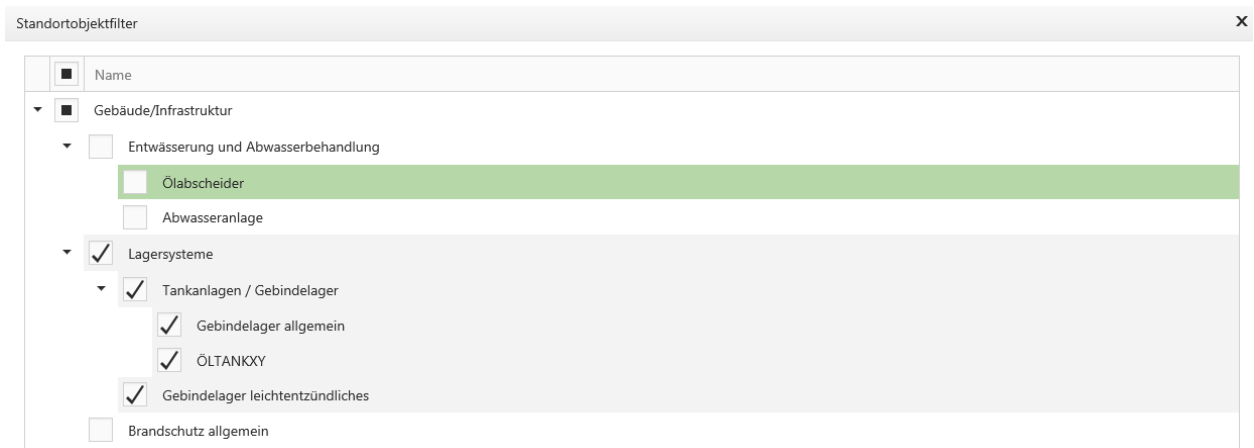 Standortobjektfilter
Name
Gebäude/Infrastruktur
Entwässerung und Abwasserbehandlung
Ölabscheider
Abwasseranlage
Lagersysteme
Tankanlagen / Gebindelager
Gebindelager allgemein
ÖLTANKXY
Gebindelager leichtentzündliches
Brandschutz allgemein